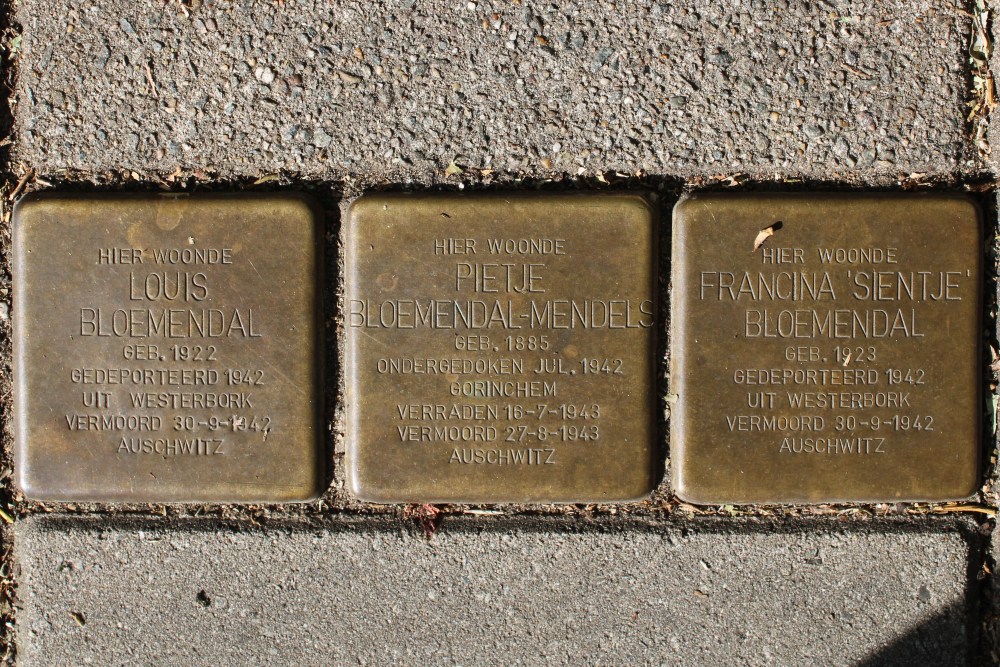 HIER WOONDE
LOUIS
BLOEMENDAL
GEB. 1922
GEDEPORTEERD 1942
UIT WESTERBORK
VERMOORD 30-9-1942
AUSCHWITZ
HIER WOONDE
PIETJE
BLOEMENDAL-MENDELS
GEB. 1885
ONDERGEDOKEN JUL, 1942
GORINCHEM
VERRADEN 16-7-1943
VERMOORD 27-8-1943
AUSCHWITZ
HIER WOONDE
FRANCINA 'SIENTJE'
BLOEMENDAL
GEB. 1923
GEDEPORTEERD 1942
UIT WESTERBORK
VERMOORD 30-9-1942
AUSCHWITZ